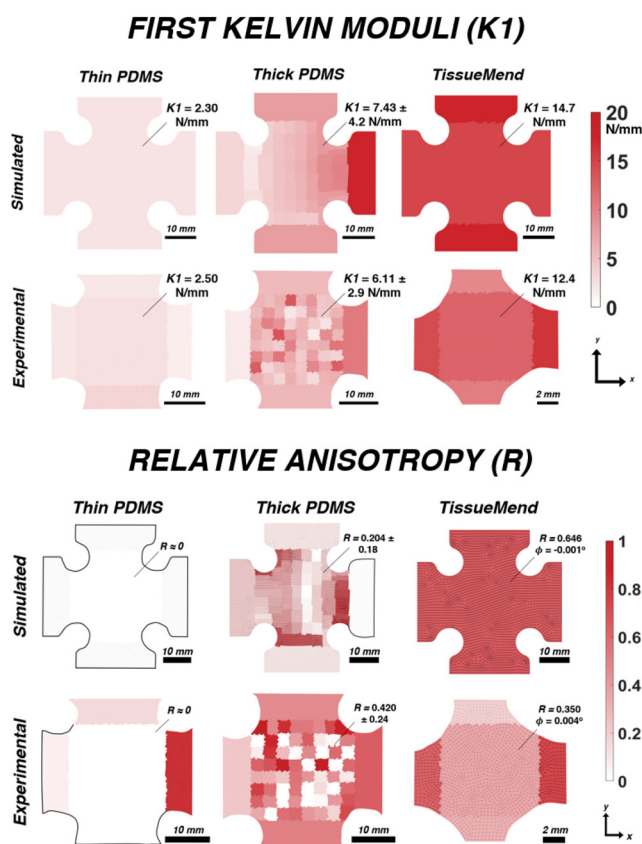 FIRST KELVIN MODULI (K1)
Thin PDMS
Thick PDMS
TissueMend
Simulated
K1 = 2.30
N/mm
K1 = 7.43 ±
4.2 N/mm
K1 = 14.7
N/mm
10 mm
10 mm
10 mm
Experimental
K1 = 2.50
N/mm
K1 = 6.11 ±
2.9 N/mm
K1 = 12.4
N/mm
10 mm
10 mm
2 mm
20
N/mm
15
10
5
0
y
x
RELATIVE ANISOTROPY (R)
Thin PDMS
Thick PDMS
TissueMend
Simulated
R ≈ 0
R = 0.204 ±
0.18
R = 0.646
ϕ = -0.001º
10 mm
10 mm
10 mm
Experimental
R ≈ 0
R = 0.420
± 0.24
R = 0.350
ϕ = 0.004º
10 mm
10 mm
2 mm
1
0.8
0.6
0.4
0.2
0
y
x